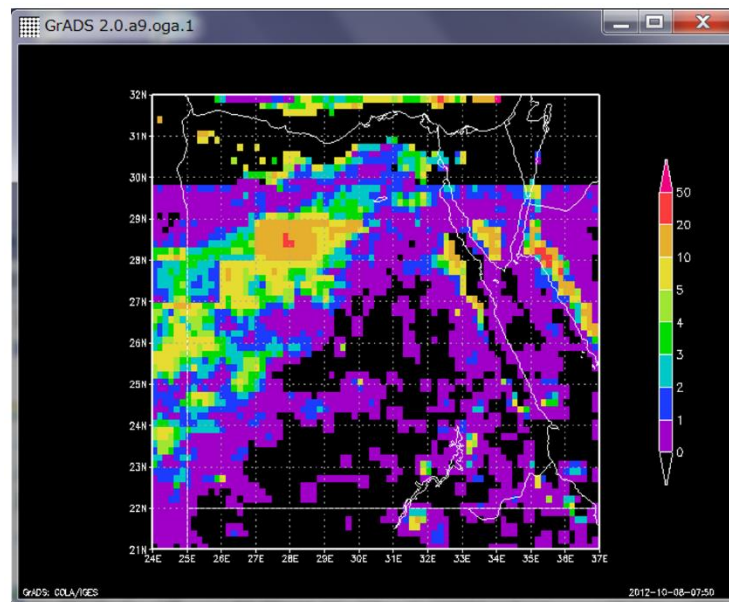 GrADS 2.0.a9.oga.1
32N
31N
30N
29N
28N
27N
26N
25N
24N
23N
22N
21N
24E 25E 26E 27E 28E 29E 30E 31E 32E 33E 34E 35E 36E 37E
50
20
10
5
4
3
2
1
0
GrADS: COLA/IGES
2012-10-08-07:50